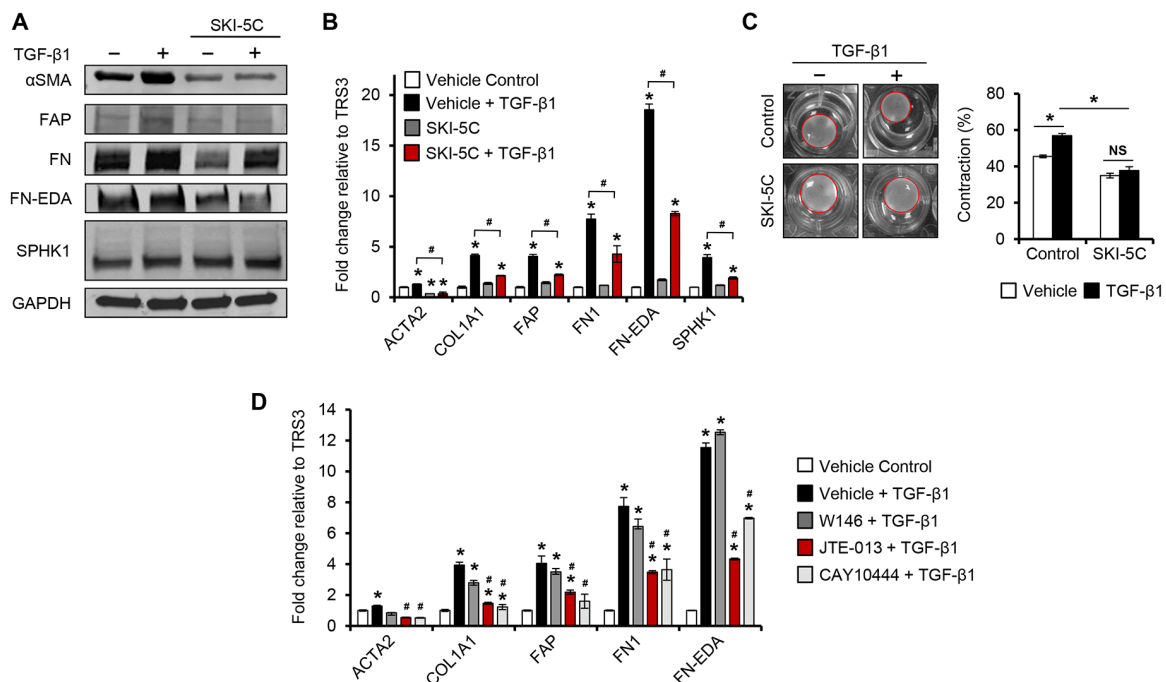 A
SKI-5C
TGF-β1 – + – +
αSMA
FAP
FN
FN-EDA
SPHK1
GAPDH
B
Fold change relative to TRS3
20
15
10
5
0
Vehicle Control
Vehicle + TGF-β1
SKI-5C
SKI-5C + TGF-β1
* * * #
* * #
* * #
* * #
* * #
* * #
ACTA2
COL1A1
FAP
FN1
FN-EDA
SPHK1
C
TGF-β1
– +
Control
SKI-5C
Contraction (%)
80
60
40
20
0
*
*
NS
Control SKI-5C
Vehicle TGF-β1
D
Fold change relative to TRS3
14
12
10
8
6
4
2
0
* # #
* * # * # *
* * # * #
* * # * # *
* * # * # *
ACTA2
COL1A1
FAP
FN1
FN-EDA
Vehicle Control
Vehicle + TGF-β1
W146 + TGF-β1
JTE-013 + TGF-β1
CAY10444 + TGF-β1